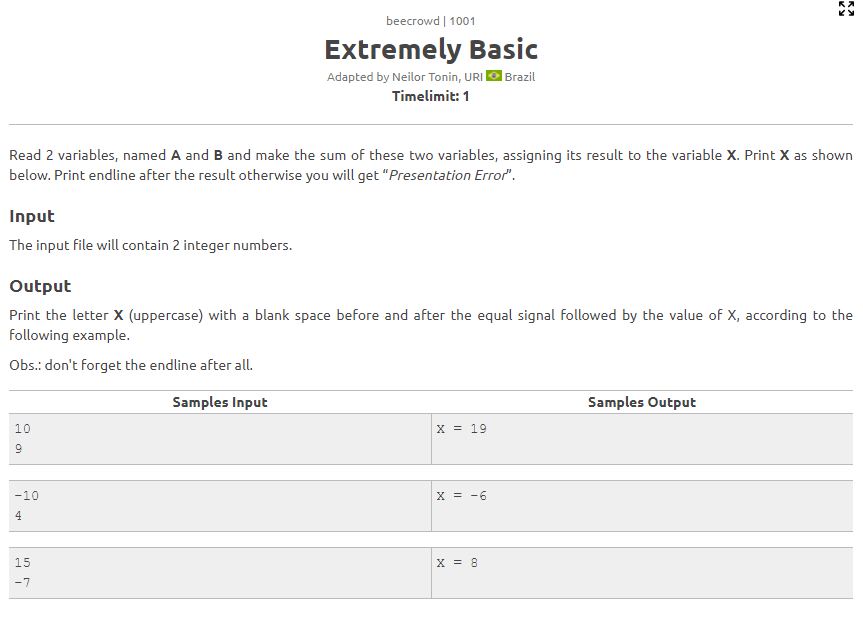 beecrowd | 1001
Extremely Basic
Adapted by Neilor Tonin, URI Brazil
Timelimit: 1
Read 2 variables, named A and B and make the sum of these two variables, assigning its result to the variable X. Print X as shown
below. Print endline after the result otherwise you will get “Presentation Error”.
Input
The input file will contain 2 integer numbers.
Output
Print the letter X (uppercase) with a blank space before and after the equal signal followed by the value of X, according to the
following example.
Obs.: don't forget the endline after all.
Samples Input Samples Output
10 X = 19
9
-10 X = -6
4
15 X = 8
-7